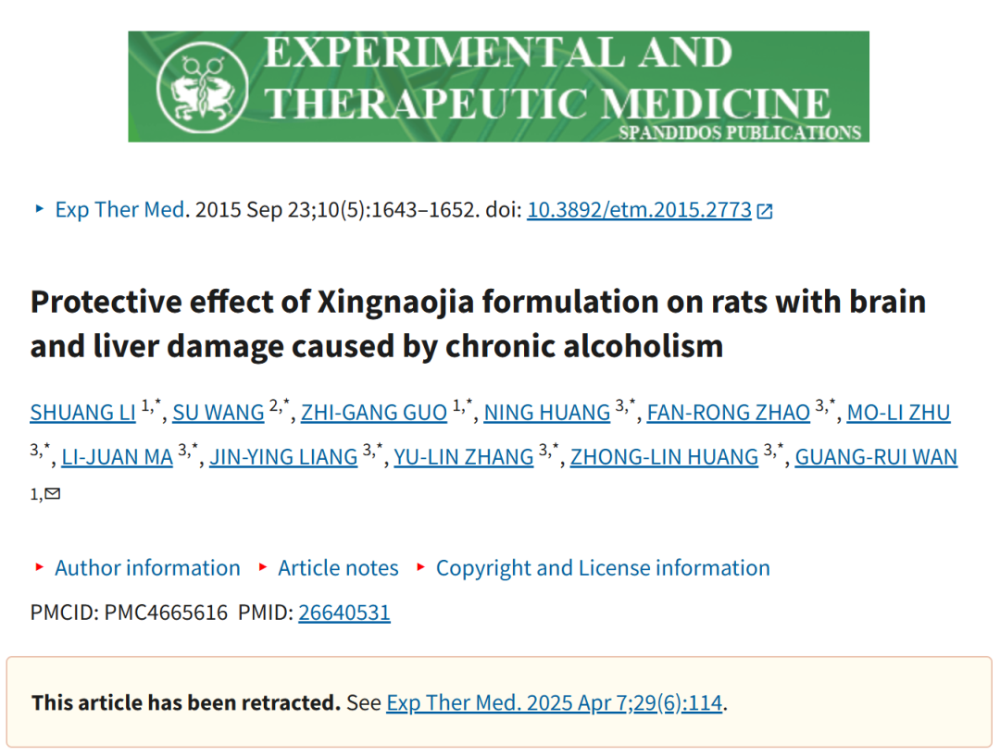 EXPERIMENTAL AND
THERAPEUTIC MEDICINE
SPANDIDOS PUBLICATIONS
Exp Ther Med. 2015 Sep 23;10(5):1643–1652. doi: 10.3892/etm.2015.2773
Protective effect of Xingnaojia formulation on rats with brain
and liver damage caused by chronic alcoholism
SHUANG LI 1,*, SU WANG 2,*, ZHI-GANG GUO 1,*, NING HUANG 3,*, FAN-RONG ZHAO 3,*, MO-LI ZHU
3,*, LI-JUAN MA 3,*, JIN-YING LIANG 3,*, YU-LIN ZHANG 3,*, ZHONG-LIN HUANG 3,*, GUANG-RUI WAN
1,✉
Author information Article notes Copyright and License information
PMCID: PMC4665616 PMID: 26640531
This article has been retracted. See Exp Ther Med. 2025 Apr 7;29(6):114.